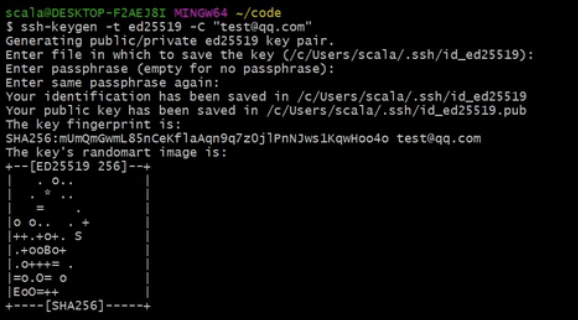 scala@DESKTOP-F2AEJ8I MINGW64 ~/code
$ ssh-keygen -t ed25519 -C "test@qq.com"
Generating public/private ed25519 key pair.
Enter file in which to save the key (/c/Users/scala/.ssh/id_ed25519):
Enter passphrase (empty for no passphrase):
Enter same passphrase again:
Your identification has been saved in /c/Users/scala/.ssh/id_ed25519
Your public key has been saved in /c/Users/scala/.ssh/id_ed25519.pub
The key fingerprint is:
SHA256:mUmQmGwmL85nCeKflaAqn9q7z0jlPnNJws1KqwHoo4o test@qq.com
The key's randomart image is:
+--[ED25519 256]--+
|    . o..        |
|   . * ..        |
|    =    .       |
|o o..  . +       |
|++.+o+. S        |
|.+ooBo+          |
|.o+++= .         |
|=o.O= o          |
|EoO=++           |
+----[SHA256]-----+